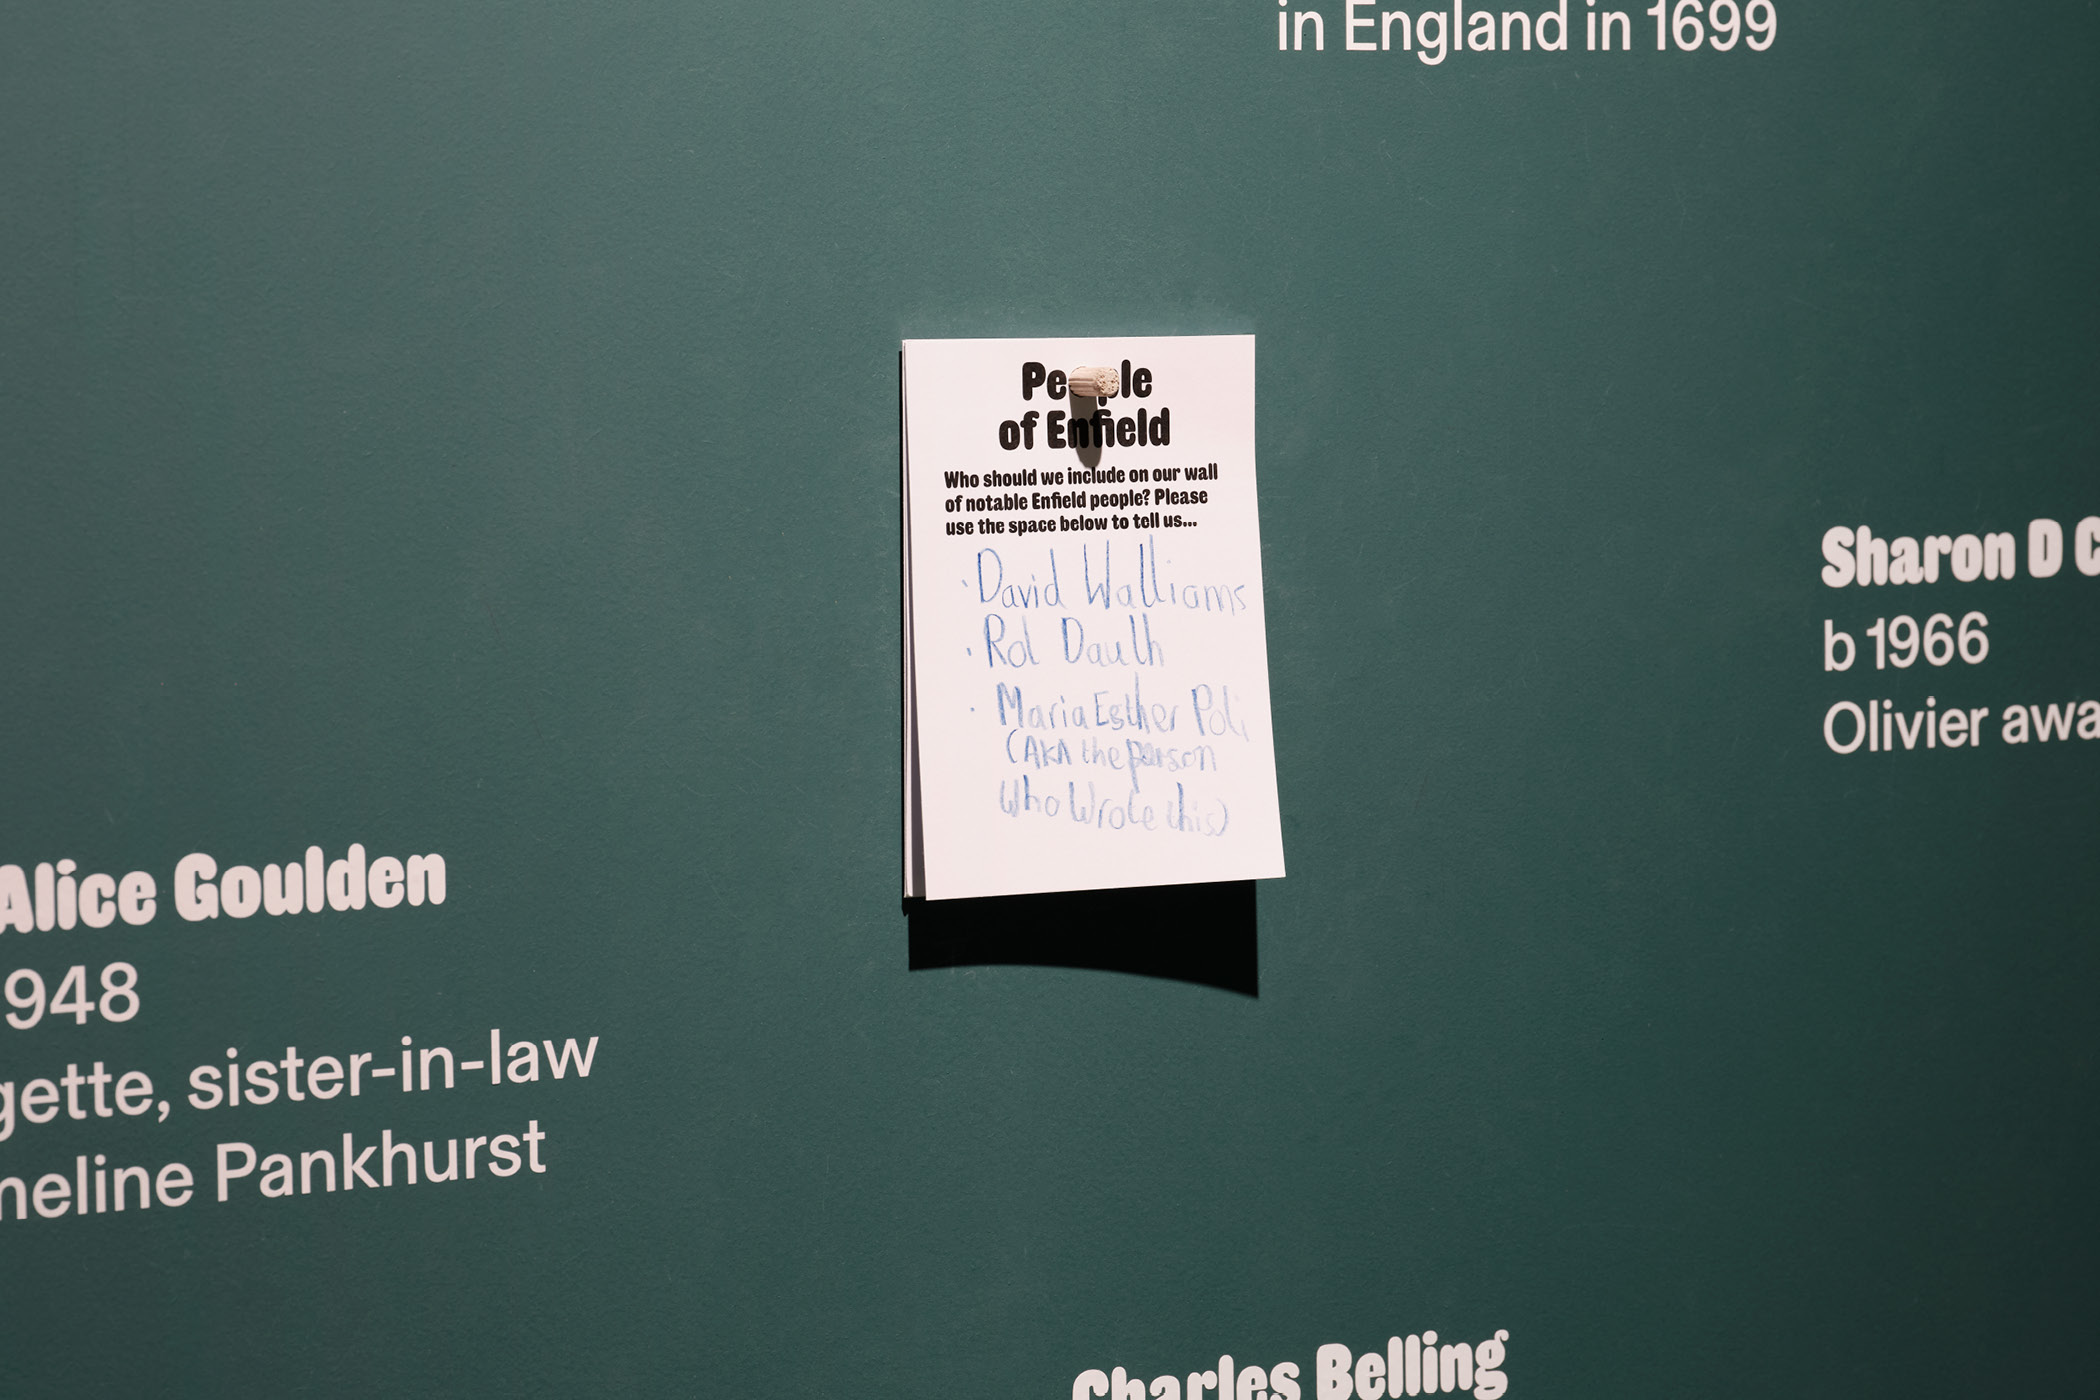 in England in 1699
People
of Enfield
Who should we include on our wall
of notable Enfield people? Please
use the space below to tell us...
· David Walliams
· Rol Daulh
· Maria Esther Poli
(AKA the person
Who Wrote this)
Sharon D C
b 1966
Olivier awa
Alice Goulden
948
gette, sister-in-law
meline Pankhurst
Charles Belling